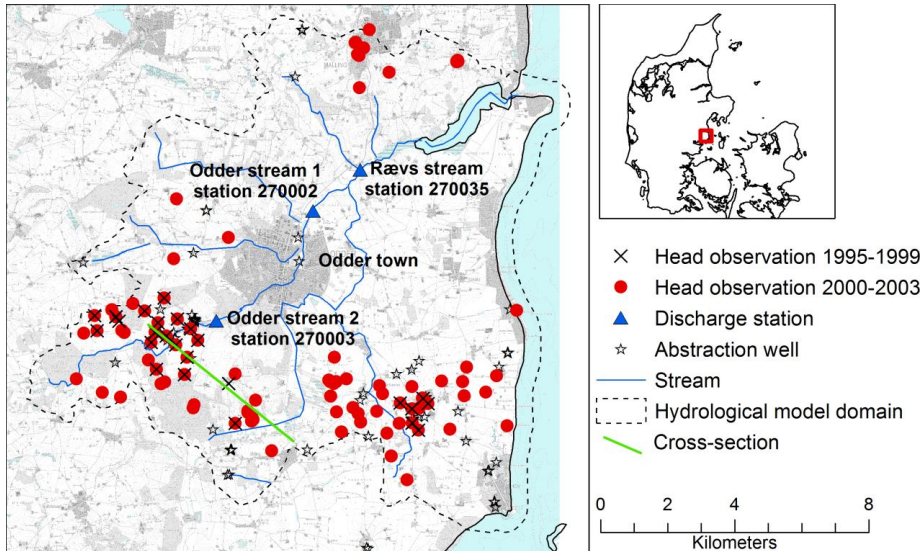 MALLING
Odder stream 1
station 270002
Rævs stream
station 270035
Odder town
Odder stream 2
station 270003
Head observation 1995-1999
Head observation 2000-2003
Discharge station
Abstraction well
Stream
Hydrological model domain
Cross-section
0 2 4 8
Kilometers